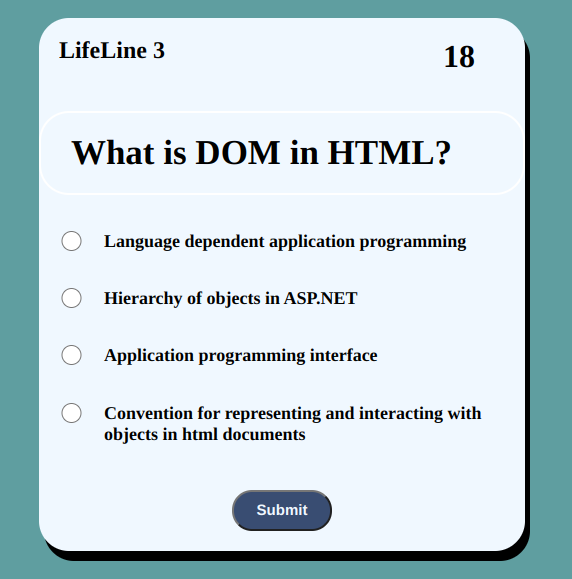 LifeLine 3
18
What is DOM in HTML?
Language dependent application programming
Hierarchy of objects in ASP.NET
Application programming interface
Convention for representing and interacting with
objects in html documents
Submit